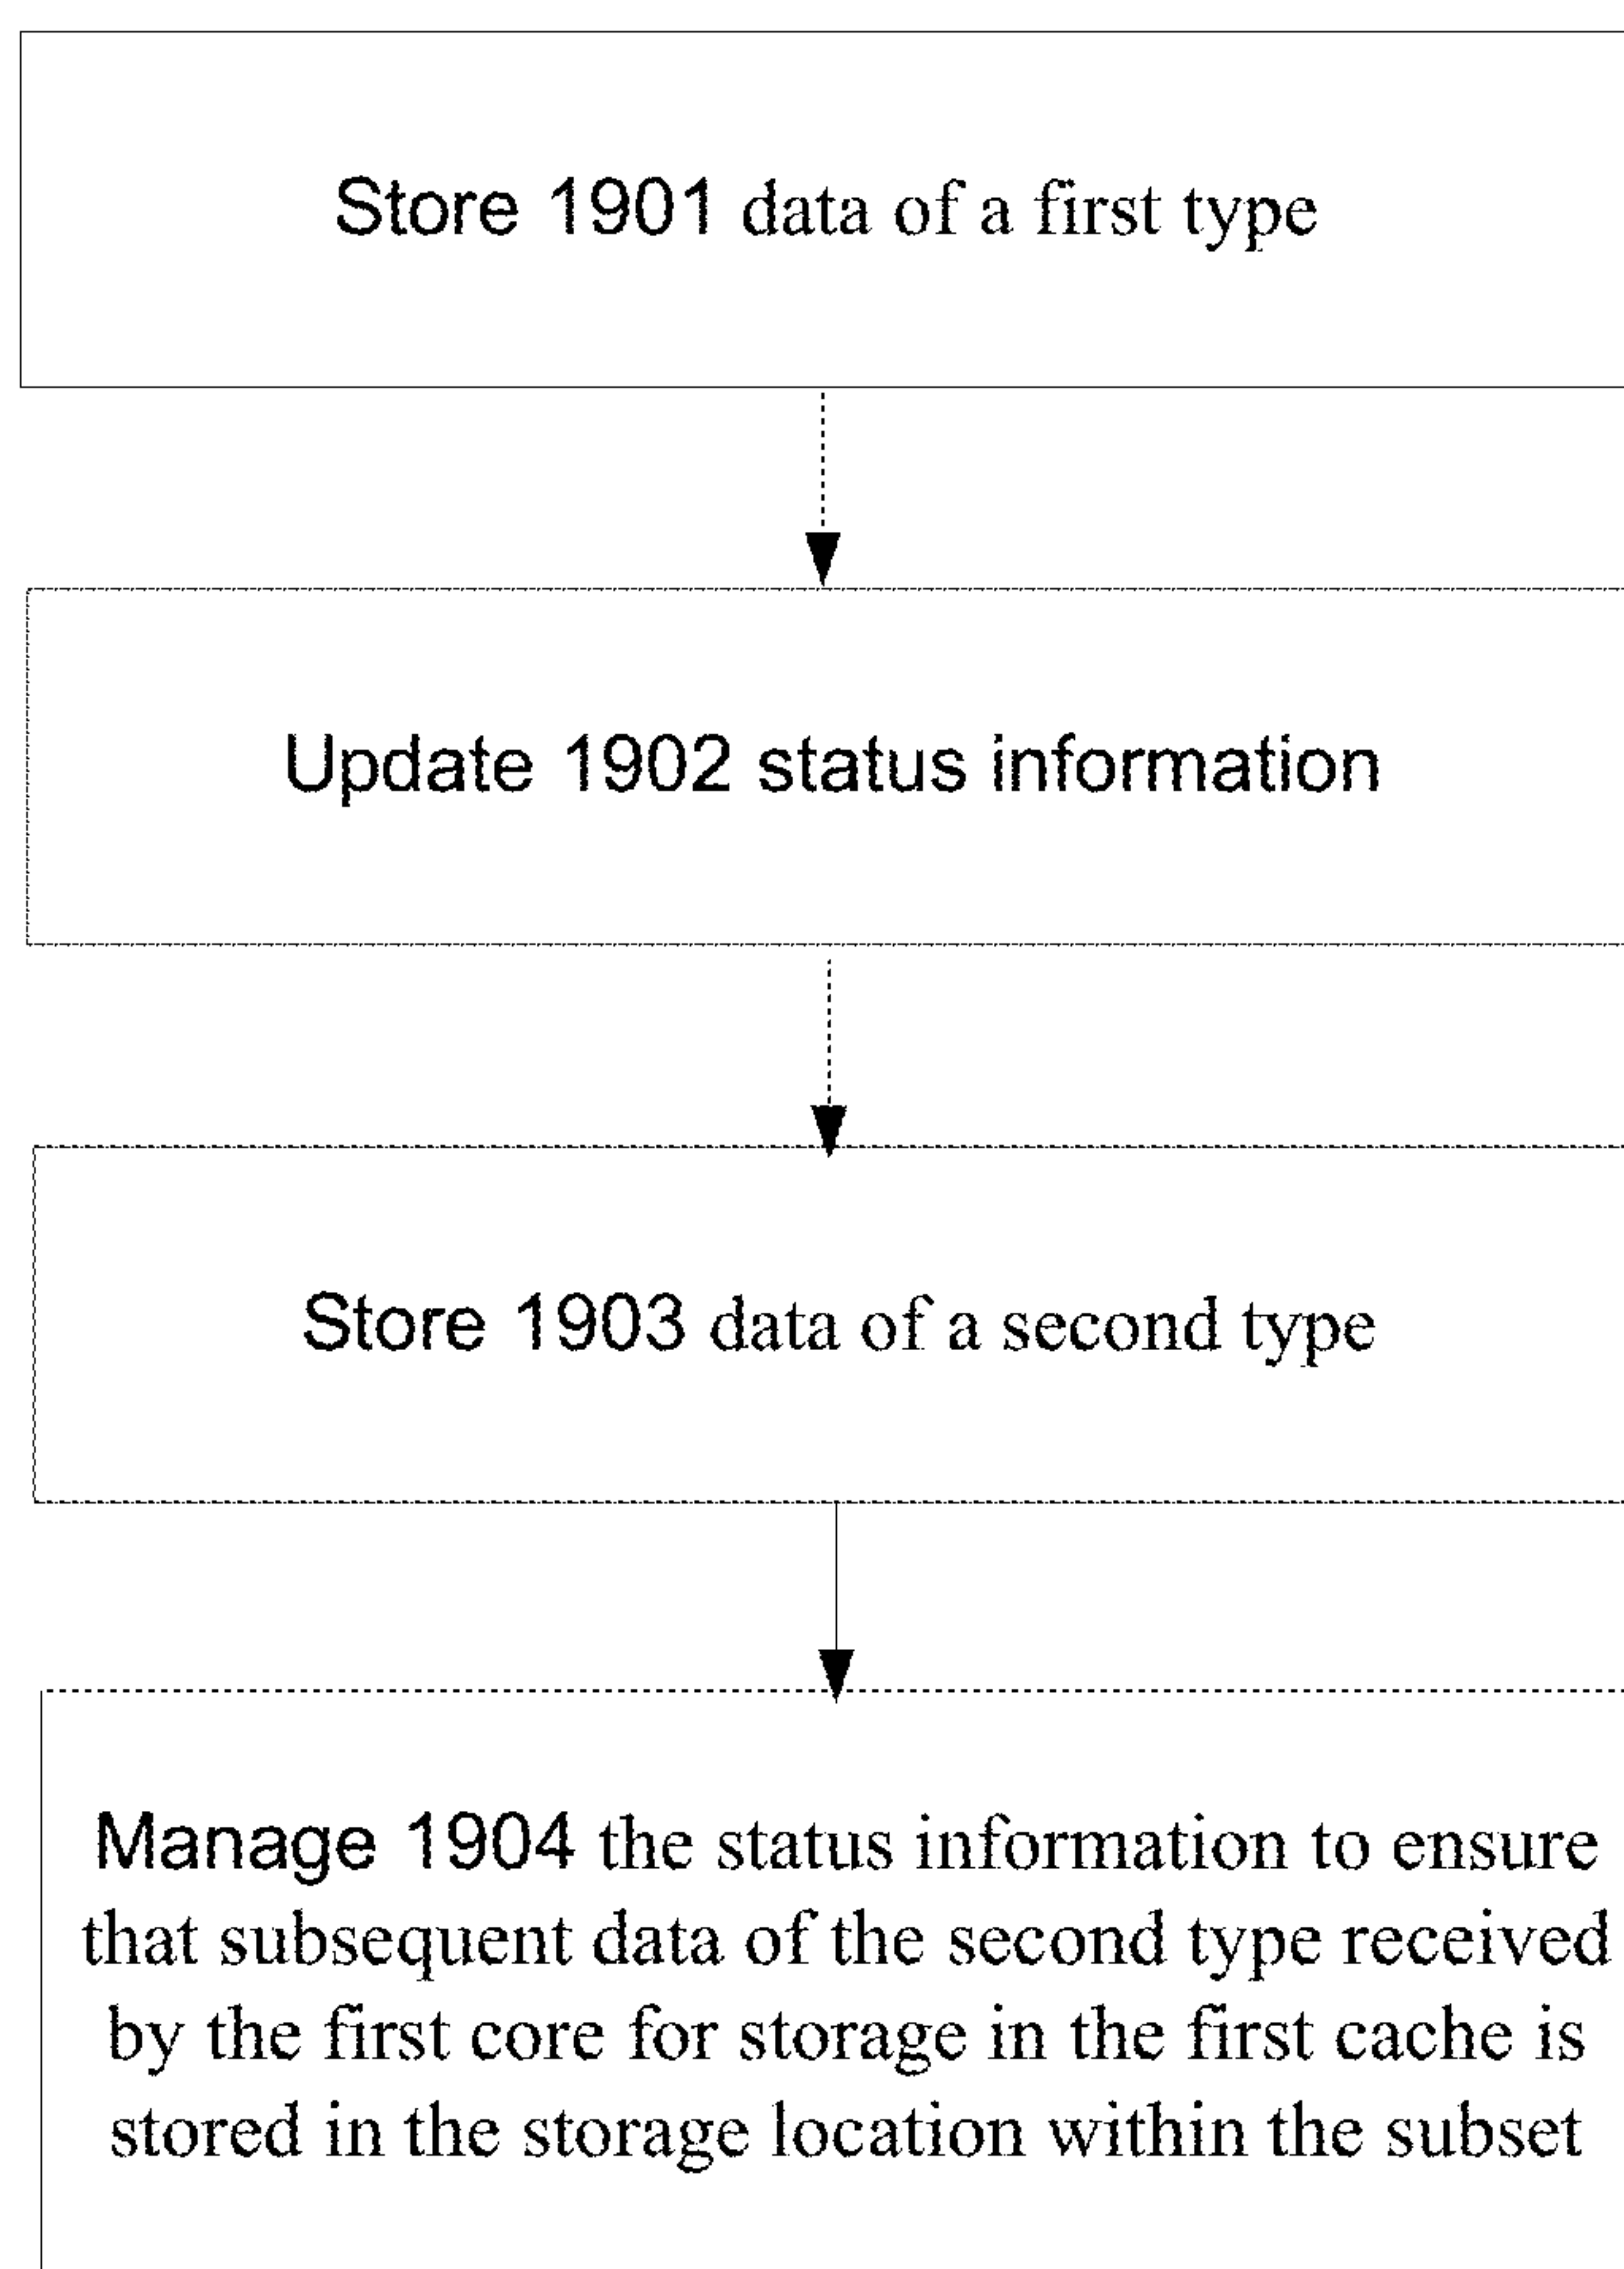 Store 1901 data of a first type
Update 1902 status information
Store 1903 data of a second type
Manage 1904 the status information to ensure
that subsequent data of the second type received
by the first core for storage in the first cache is
stored in the storage location within the subset